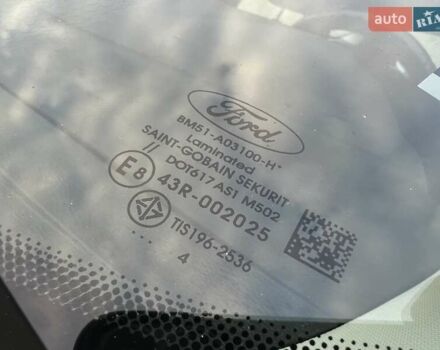 auto RIA
Ford
BM51-A03100-H*
Laminated
SAINT-GOBAIN SEKURIT
// DOT617 AS1 M502
E8 43R-002025
TIS196-2536
...
4